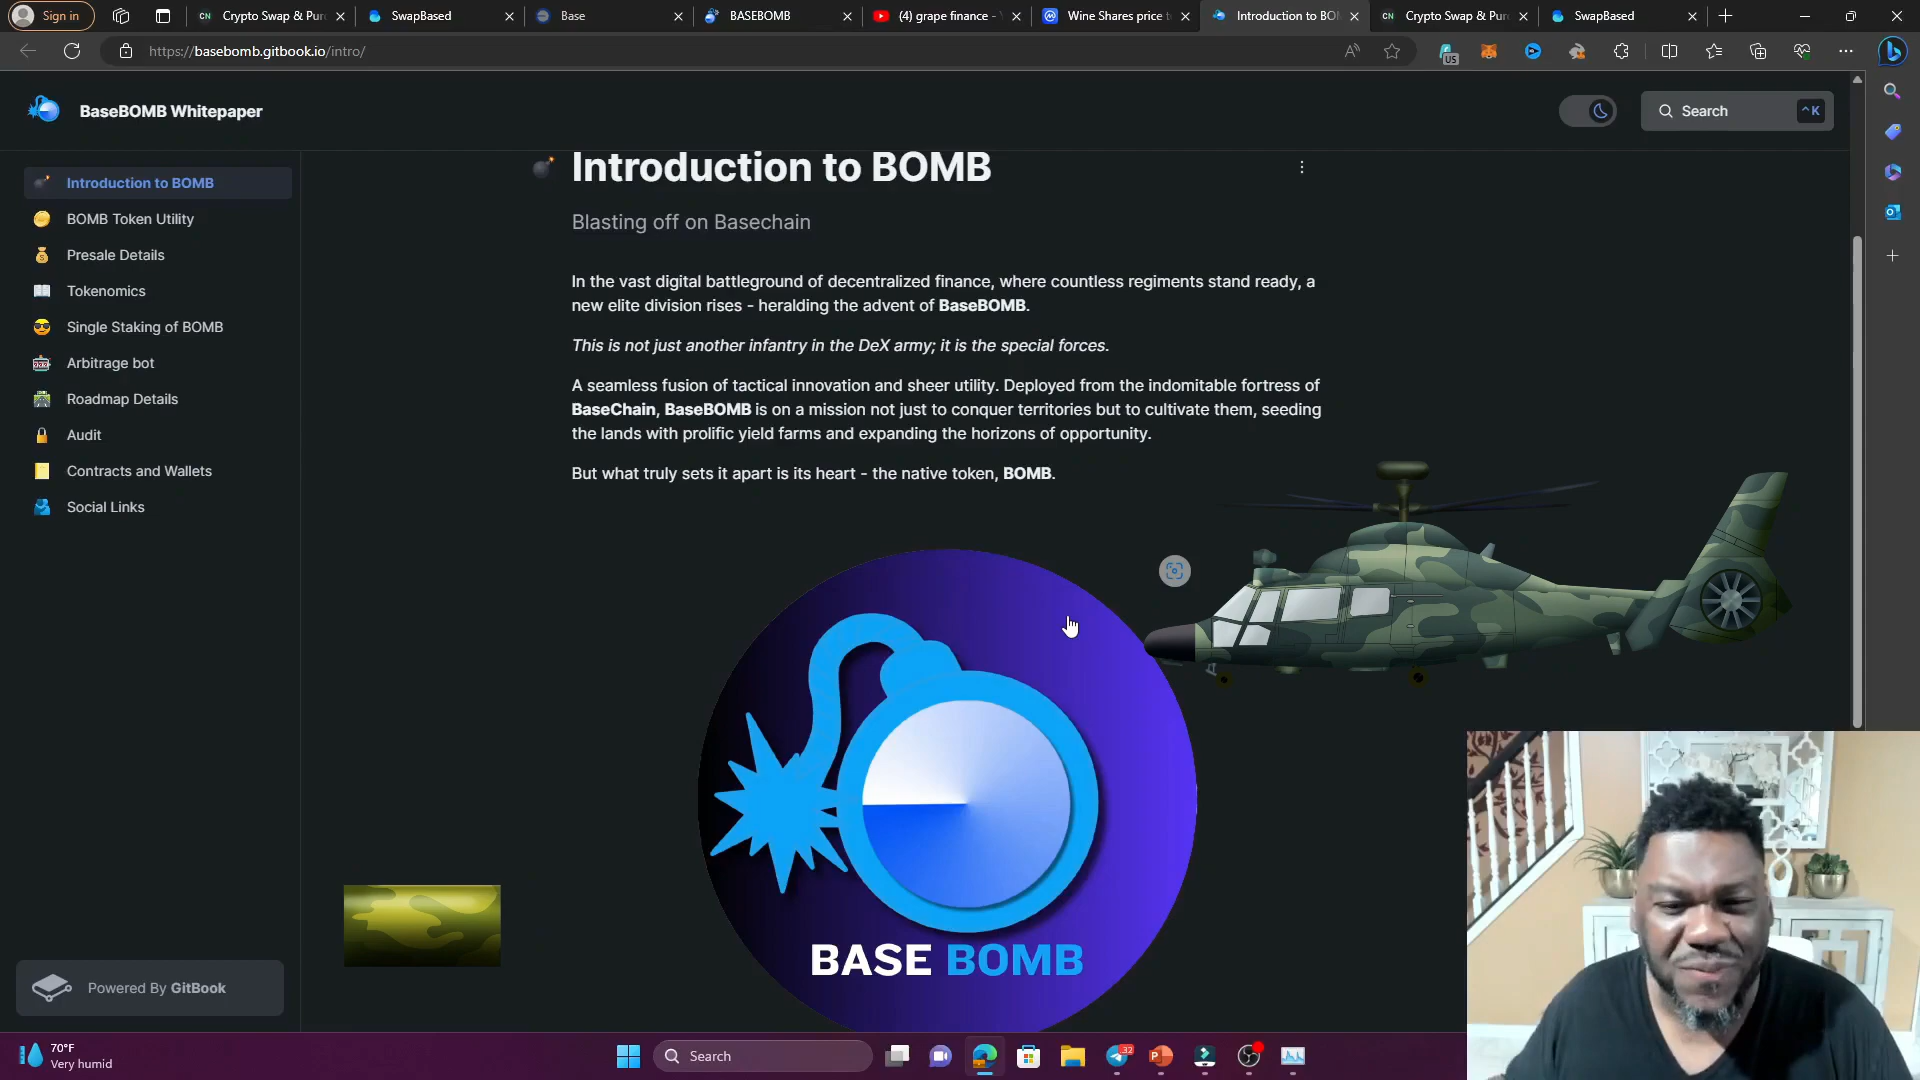 Sign in
CN Crypto Swap & Pur
SwapBased
Base
BASEBOMB
(4) grape finance -
Wine Shares price t
Introduction to BO
CN Crypto Swap & Pur
SwapBased
https://basebomb.gitbook.io/intro/
US
BaseBOMB Whitepaper
Search
^K
Introduction to BOMB
BOMB Token Utility
Presale Details
Tokenomics
Single Staking of BOMB
Arbitrage bot
Roadmap Details
Audit
Contracts and Wallets
Social Links
Powered By GitBook
Introduction to BOMB
Blasting off on Basechain
In the vast digital battleground of decentralized finance, where countless regiments stand ready, a
new elite division rises - heralding the advent of BaseBOMB.
This is not just another infantry in the DeX army; it is the special forces.
A seamless fusion of tactical innovation and sheer utility. Deployed from the indomitable fortress of
BaseChain, BaseBOMB is on a mission not just to conquer territories but to cultivate them, seeding
the lands with prolific yield farms and expanding the horizons of opportunity.
But what truly sets it apart is its heart - the native token, BOMB.
BASE BOMB
70°F
Very humid
Search
32